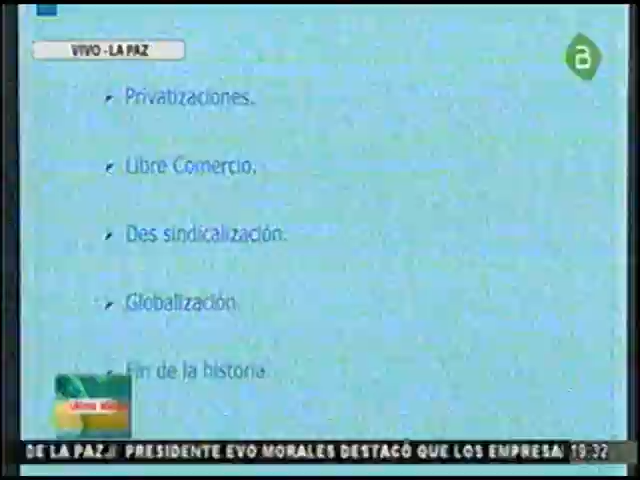 VIVO - LA PAZ
a
Privatizaciones.
Libre Comercio.
Des sindicalización.
Globalización
Fin de la historia
DE LA PAZ // PRESIDENTE EVO MORALES DESTACÓ QUE LOS EMPRESA 19:32